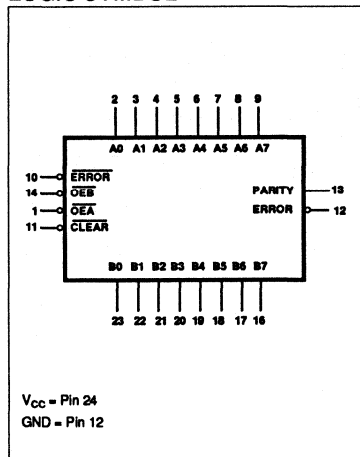 2 3 4 5 6 7 8 9
A0 A1 A2 A3 A4 A5 A6 A7
10 ERROR
14 OEB
1 OEA
11 CLEAR
PARITY 13
ERROR 12
B0 B1 B2 B3 B4 B5 B6 B7
23 22 21 20 19 18 17 16
VCC = Pin 24
GND = Pin 12